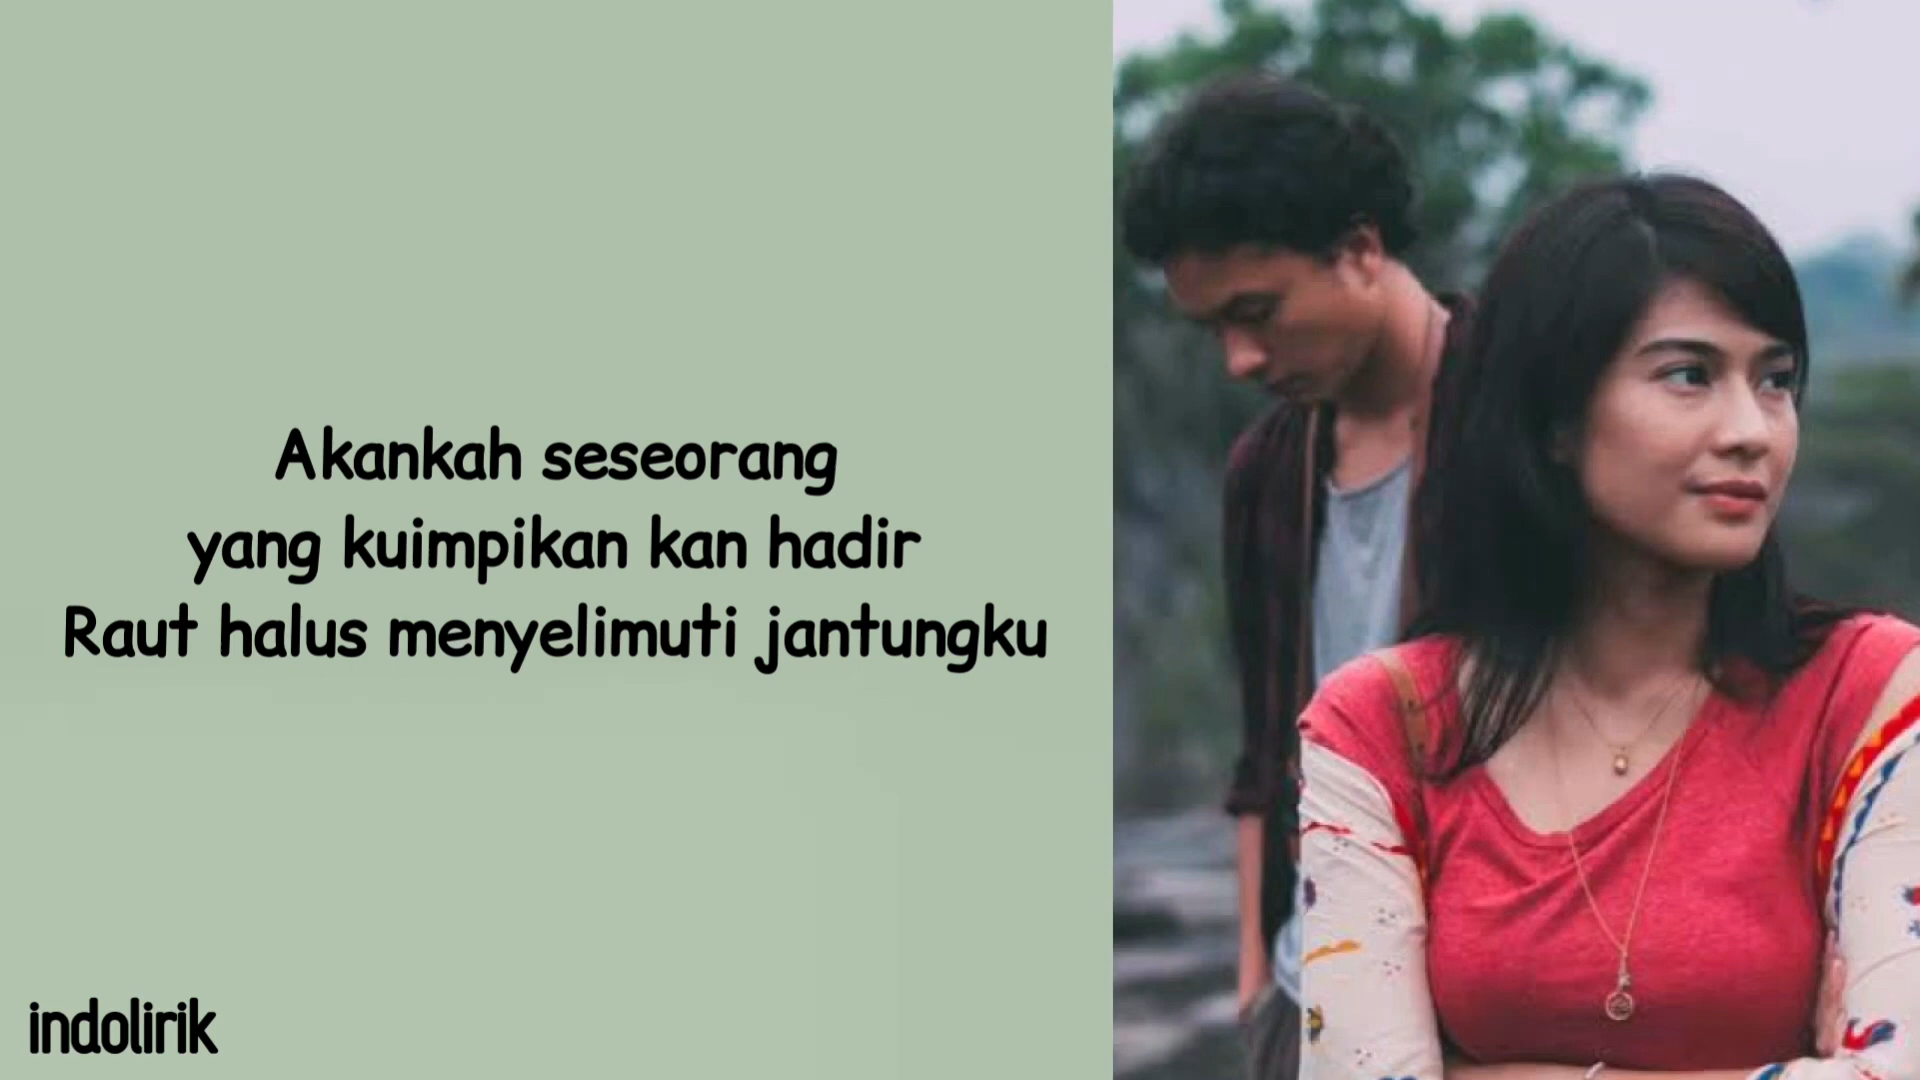 Akankah seseorang
yang kuimpikan kan hadir
Raut halus menyelimuti jantungku
indolirik